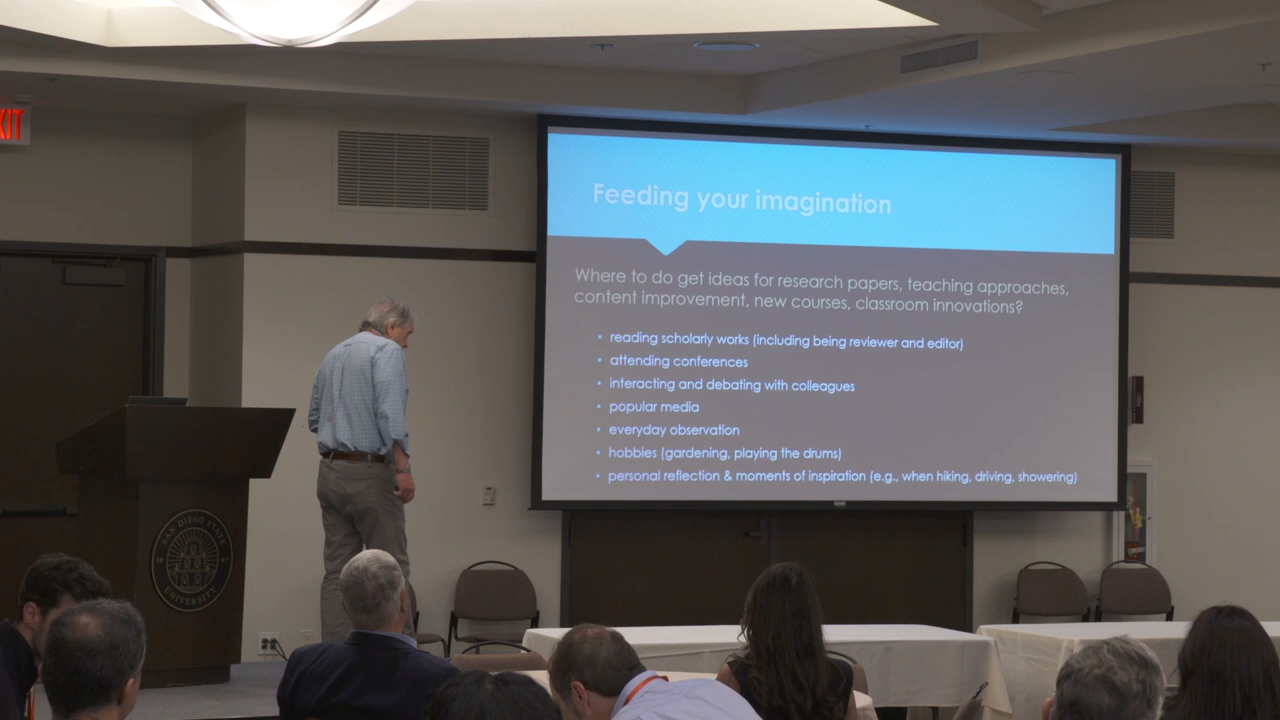 XIT
Feeding your imagination
Where to do get ideas for research papers, teaching approaches,
content improvement, new courses, classroom innovations?
• reading scholarly works (including being reviewer and editor)
• attending conferences
• interacting and debating with colleagues
• popular media
• everyday observation
• hobbies (gardening, playing the drums)
• personal reflection & moments of inspiration (e.g., when hiking, driving, showering)
SAN DIEGO STATE
UNIVERSITY